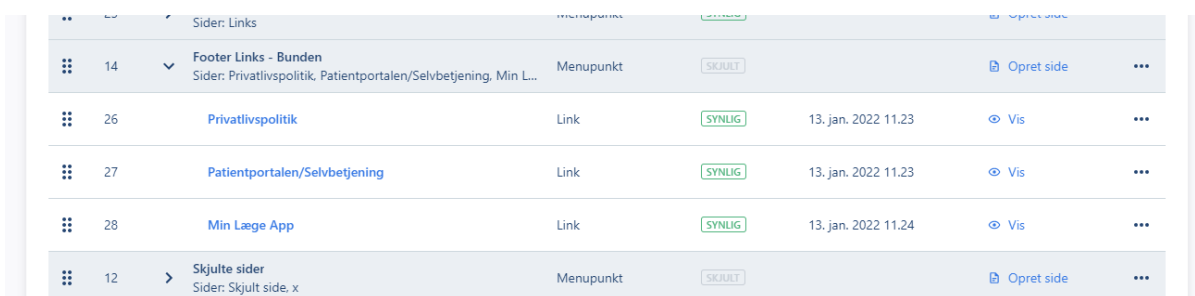 Sider: Links
Footer Links - Bunden
14 Menupunkt SKJULT Opret side
Sider: Privatlivspolitik, Patientportalen/Selvbetjening, Min L...
26 Privatlivspolitik Link SYNLIG 13. jan. 2022 11.23 Vis
27 Patientportalen/Selvbetjening Link SYNLIG 13. jan. 2022 11.23 Vis
28 Min Læge App Link SYNLIG 13. jan. 2022 11.24 Vis
Skjulte sider
12 Menupunkt SKJULT Opret side
Sider: Skjult side, x